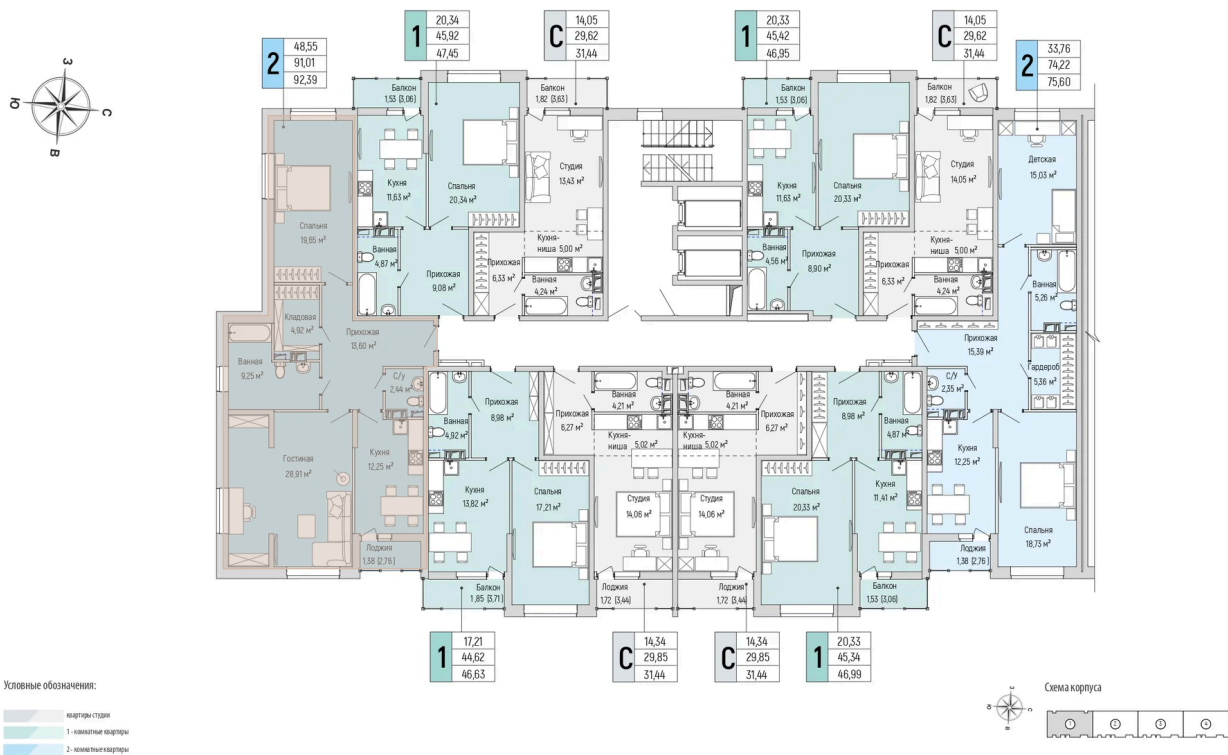 20,34
1
45,92
47,45
14,05
С
29,62
31,44
20,33
1
45,42
46,95
14,05
С
29,62
31,44
48,55
2
91,01
92,39
33,76
2
74,22
75,60
З
Ю
С
В
Балкон
1,53 (3,06)
Балкон
1,82 (3,63)
Балкон
1,53 (3,06)
Балкон
1,82 (3,63)
Кухня
11,63 м²
Спальня
20,34 м²
Студия
13,43 м²
Кухня
11,63 м²
Спальня
20,33 м²
Студия
14,05 м²
Детская
15,03 м²
Спальня
19,65 м²
Ванная
4,87 м²
Прихожая
9,08 м²
Прихожая
6,33 м²
Кухня-
ниша 5,00 м²
Ванная
4,24 м²
Ванная
4,56 м²
Прихожая
8,90 м²
Прихожая
6,33 м²
Кухня-
ниша 5,00 м²
Ванная
4,24 м²
Ванная
5,26 м²
Кладовая
4,92 м²
Прихожая
13,60 м²
Ванная
9,25 м²
С/у
2,44 м²
Прихожая
15,39 м²
Гардероб
5,36 м²
С/у
2,35 м²
Ванная
4,92 м²
Прихожая
8,98 м²
Прихожая
6,27 м²
Ванная
4,21 м²
Кухня-
ниша 5,02 м²
Ванная
4,21 м²
Кухня-
ниша 5,02 м²
Прихожая
6,27 м²
Прихожая
8,98 м²
Ванная
4,87 м²
Гостиная
28,91 м²
Кухня
12,25 м²
Кухня
13,82 м²
Спальня
17,21 м²
Студия
14,06 м²
Студия
14,06 м²
Спальня
20,33 м²
Кухня
11,41 м²
Кухня
12,25 м²
Спальня
18,73 м²
Лоджия
1,38 (2,76)
Балкон
1,85 (3,71)
Лоджия
1,72 (3,44)
Лоджия
1,72 (3,44)
Балкон
1,53 (3,06)
Лоджия
1,38 (2,76)
17,21
1
44,62
46,63
14,34
С
29,85
31,44
14,34
С
29,85
31,44
20,33
1
45,34
46,99
Условные обозначения:
квартиры студии
1 - комнатные квартиры
2 - комнатные квартиры
Схема корпуса
З
Ю
С
В
1
2
3
4